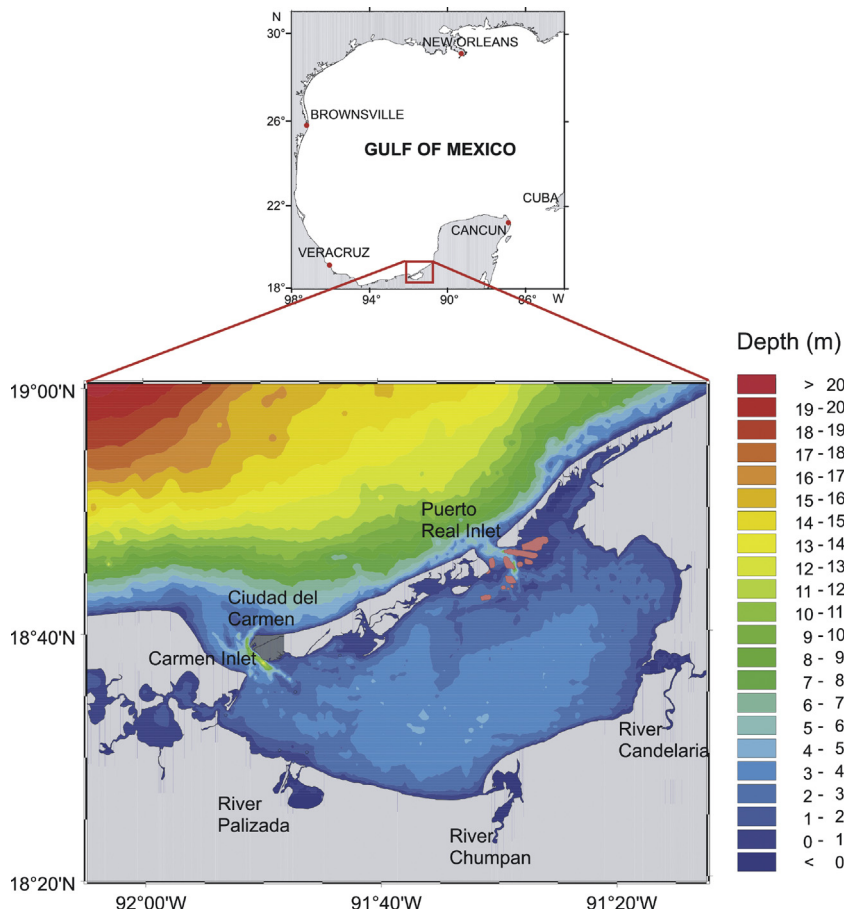 N
30°
NEW ORLEANS
26°
BROWNSVILLE
GULF OF MEXICO
22°
CUBA
CANCUN
VERACRUZ
18°
98°
94°
90°
86°
W
Depth (m)
> 20
19 - 20
18 - 19
17 - 18
16 - 17
15 - 16
14 - 15
13 - 14
12 - 13
11 - 12
10 - 11
9 - 10
8 - 9
7 - 8
6 - 7
5 - 6
4 - 5
3 - 4
2 - 3
1 - 2
0 - 1
< 0
19°00'N
Puerto
Real Inlet
Ciudad del
Carmen
18°40'N
Carmen Inlet
River
Candelaria
River
Palizada
River
Chumpan
18°20'N
92°00'W
91°40'W
91°20'W